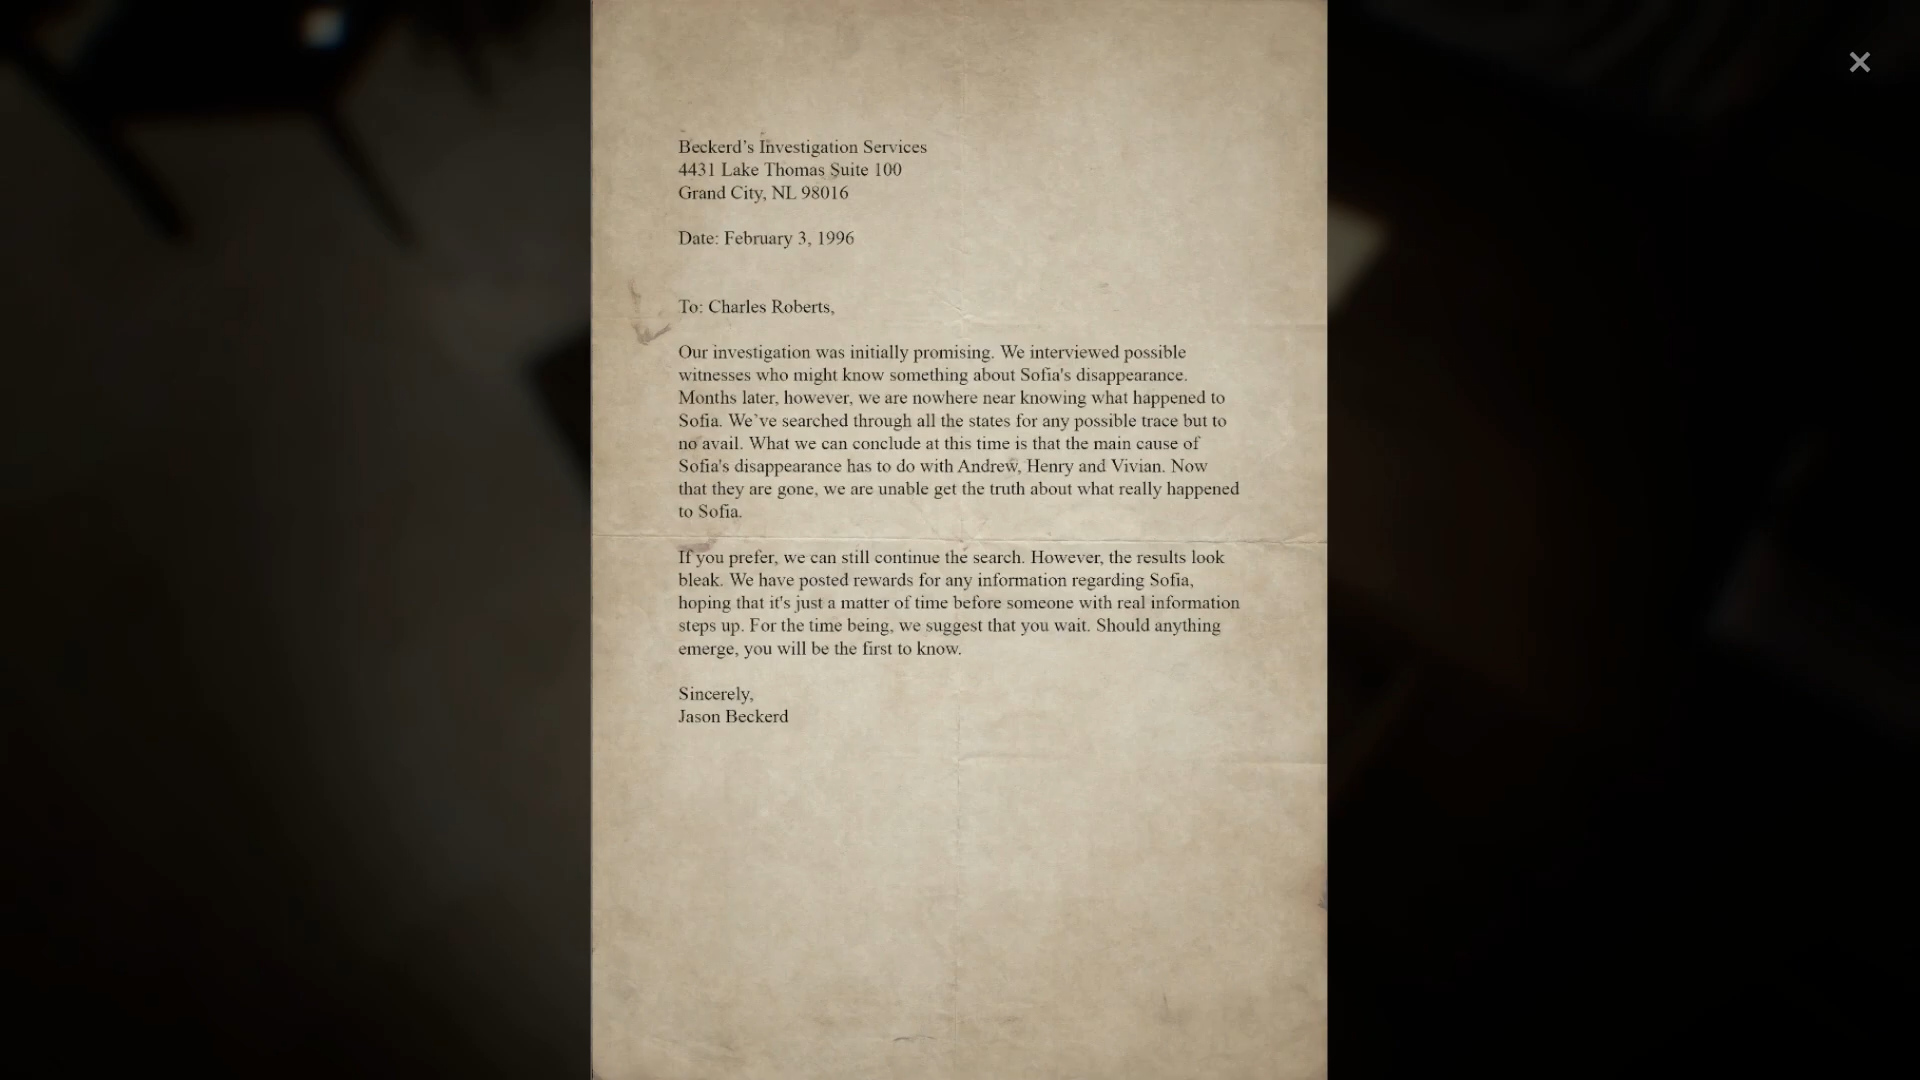 Beckerd's Investigation Services
4431 Lake Thomas Suite 100
Grand City, NL 98016
Date: February 3, 1996
To: Charles Roberts,
Our investigation was initially promising. We interviewed possible
witnesses who might know something about Sofia's disappearance.
Months later, however, we are nowhere near knowing what happened to
Sofia. We`ve searched through all the states for any possible trace but to
no avail. What we can conclude at this time is that the main cause of
Sofia's disappearance has to do with Andrew, Henry and Vivian. Now
that they are gone, we are unable get the truth about what really happened
to Sofia.
If you prefer, we can still continue the search. However, the results look
bleak. We have posted rewards for any information regarding Sofia,
hoping that it's just a matter of time before someone with real information
steps up. For the time being, we suggest that you wait. Should anything
emerge, you will be the first to know.
Sincerely,
Jason Beckerd